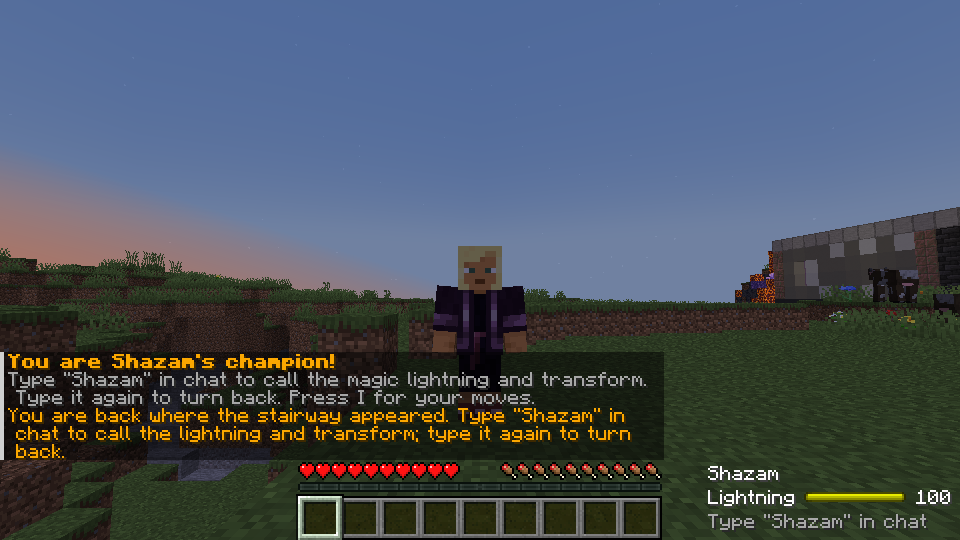 You are Shazam's champion!
Type "Shazam" in chat to call the magic lightning and transform.
Type it again to turn back. Press I for your moves.
You are back where the stairway appeared. Type "Shazam" in
chat to call the lightning and transform; type it again to turn
back.
Shazam
Lightning 100
Type "Shazam" in chat